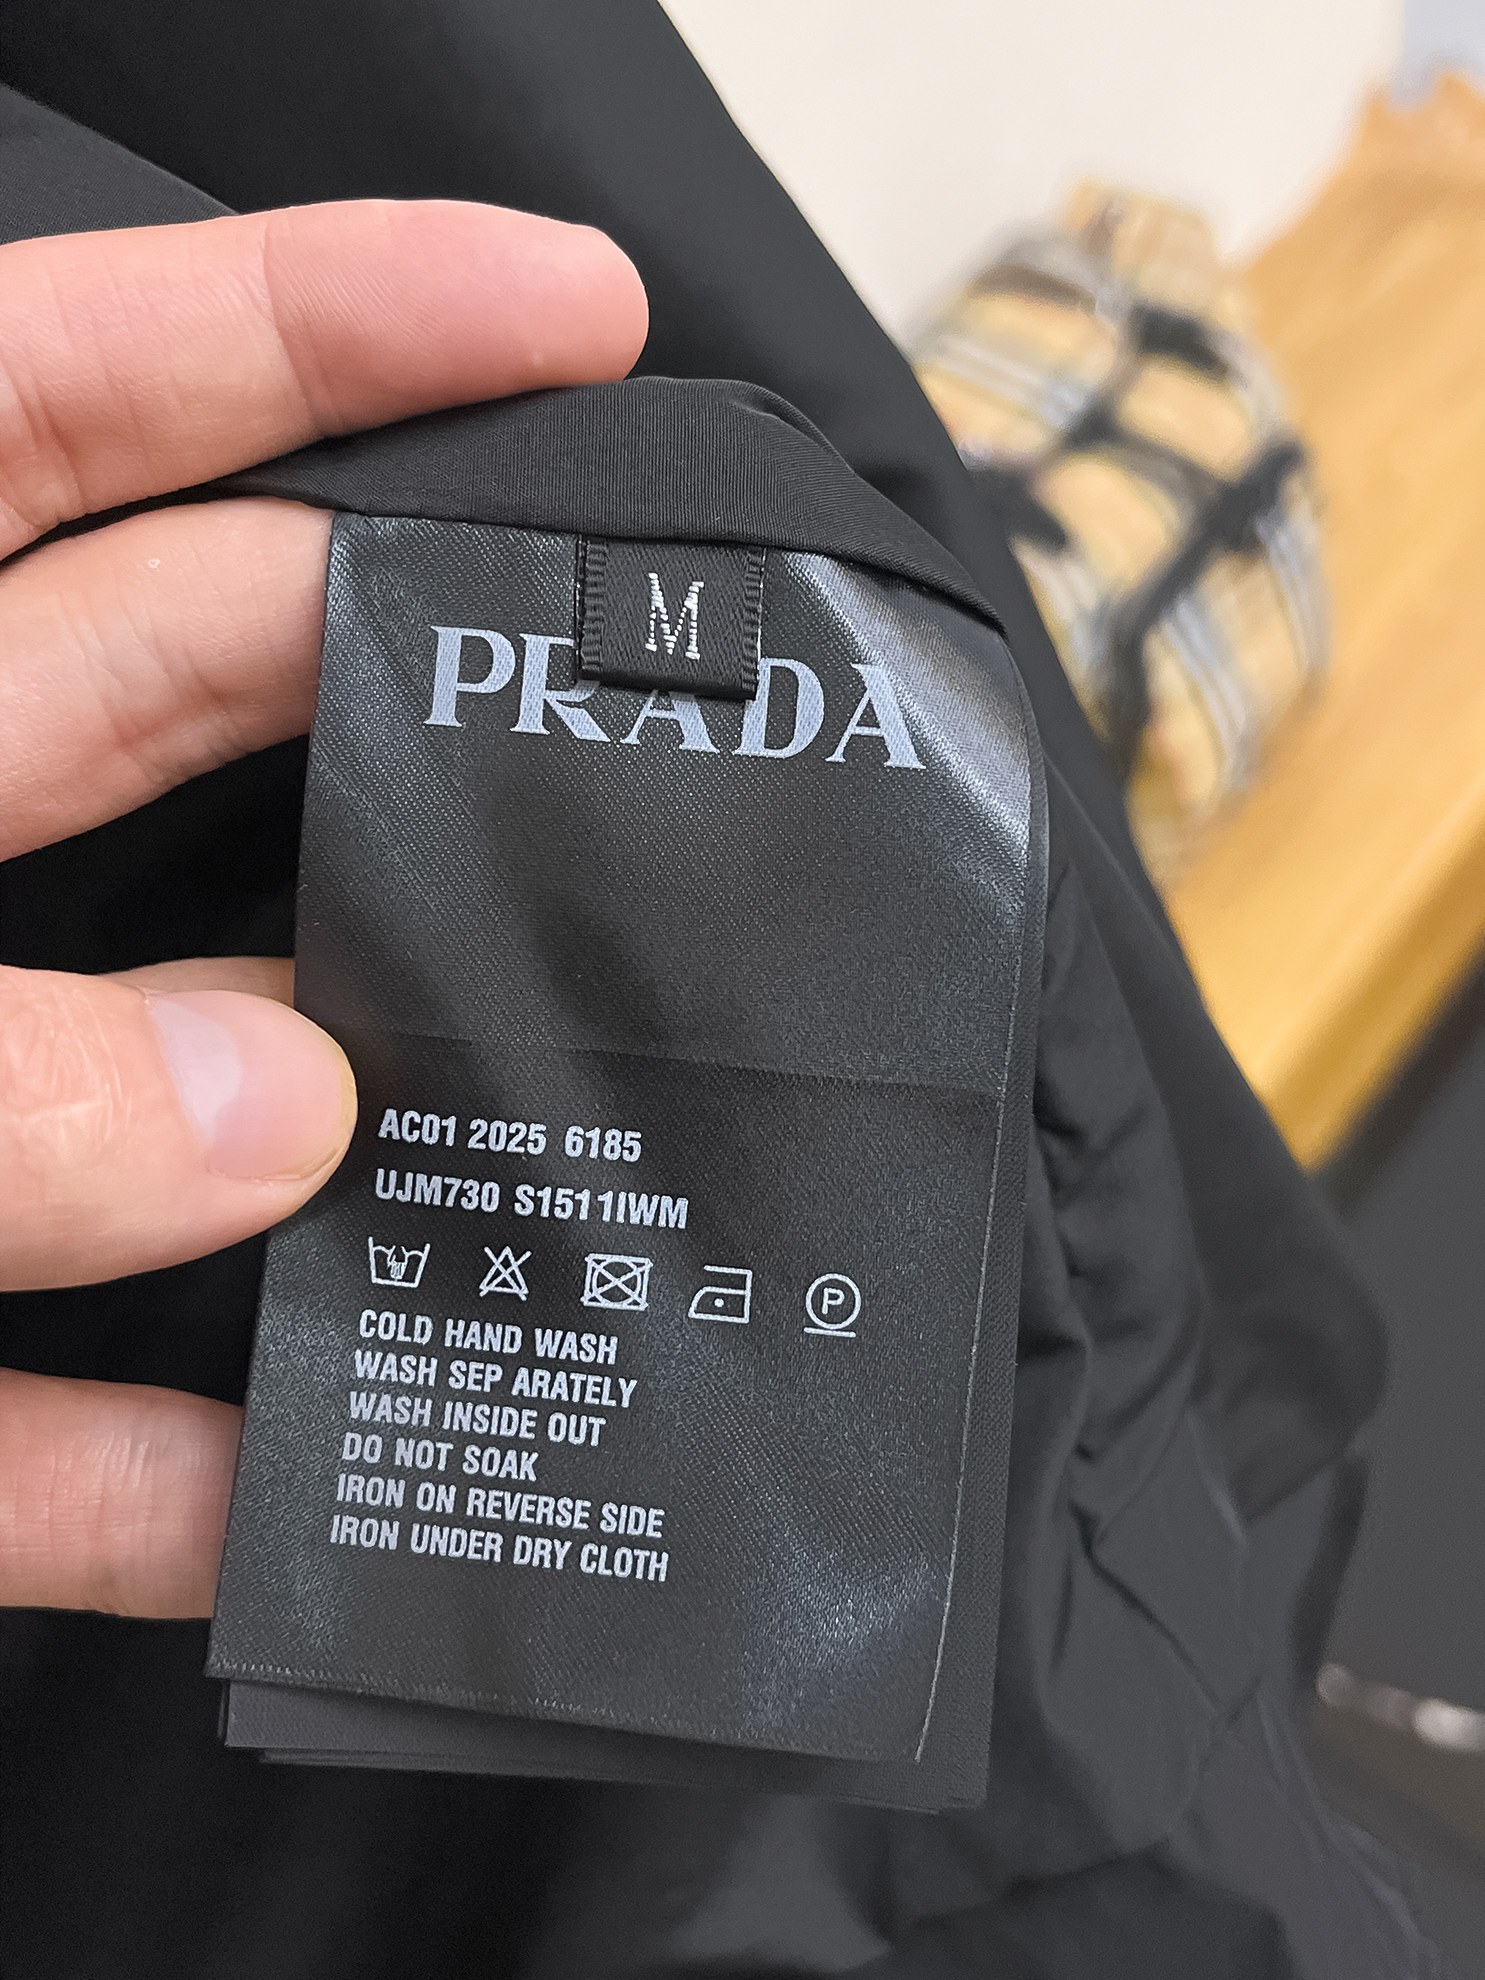 M
PRADA
AC01 2025 6185
UJM730 S1511IWM
P
COLD HAND WASH
WASH SEP ARATELY
WASH INSIDE OUT
DO NOT SOAK
IRON ON REVERSE SIDE
IRON UNDER DRY CLOTH